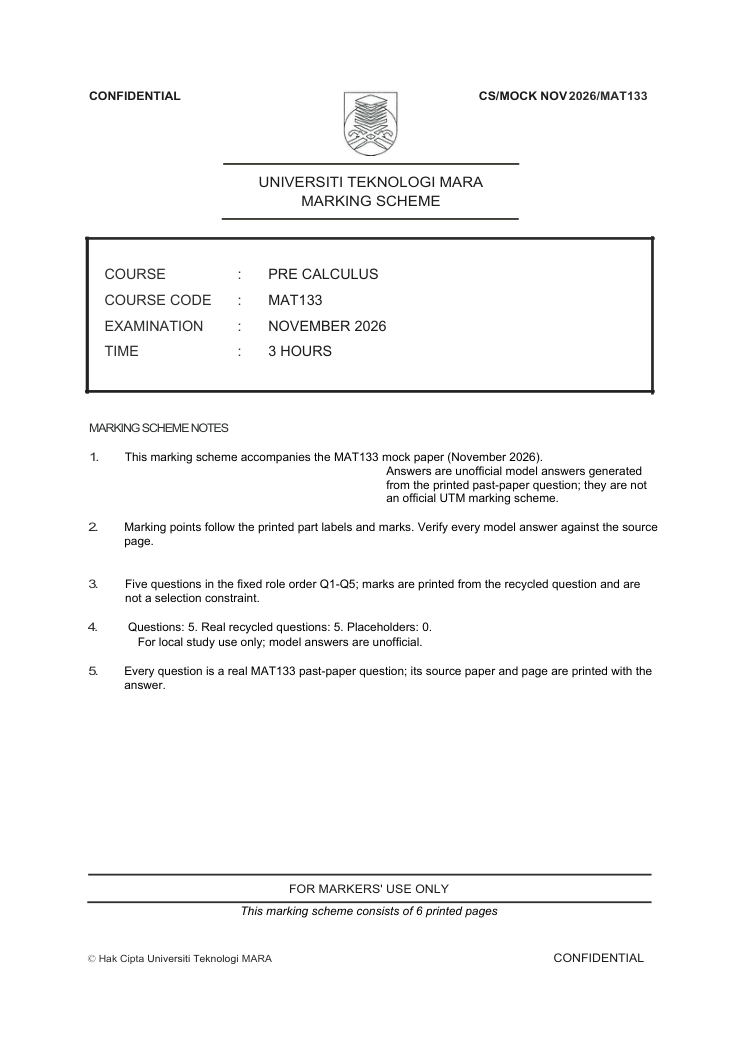 CONFIDENTIAL
CS/MOCK NOV 2026/MAT133
UNIVERSITI TEKNOLOGI MARA
MARKING SCHEME
COURSE : PRE CALCULUS
COURSE CODE : MAT133
EXAMINATION : NOVEMBER 2026
TIME : 3 HOURS
MARKING SCHEME NOTES
1. This marking scheme accompanies the MAT133 mock paper (November 2026).
Answers are unofficial model answers generated
from the printed past-paper question; they are not
an official UTM marking scheme.
2. Marking points follow the printed part labels and marks. Verify every model answer against the source
page.
3. Five questions in the fixed role order Q1-Q5; marks are printed from the recycled question and are
not a selection constraint.
4. Questions: 5. Real recycled questions: 5. Placeholders: 0.
For local study use only; model answers are unofficial.
5. Every question is a real MAT133 past-paper question; its source paper and page are printed with the
answer.
FOR MARKERS' USE ONLY
This marking scheme consists of 6 printed pages
© Hak Cipta Universiti Teknologi MARA
CONFIDENTIAL